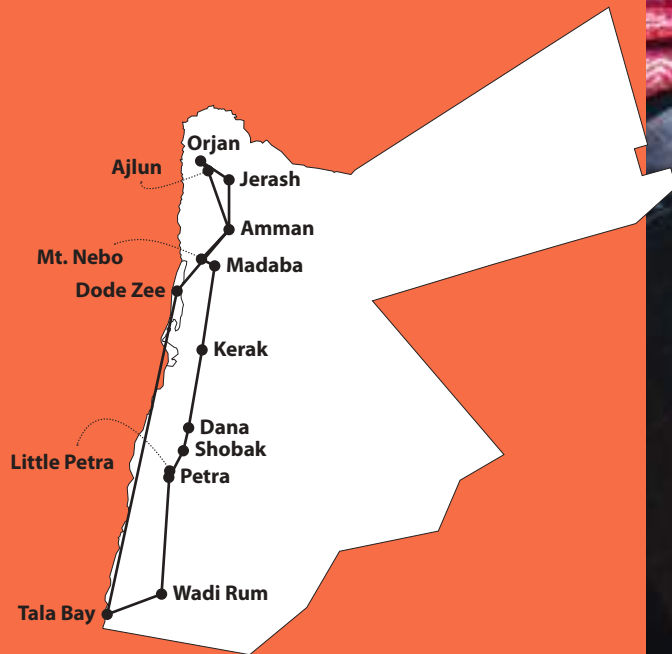 Orjan
Ajlun
Jerash
Amman
Mt. Nebo
Madaba
Dode Zee
Kerak
Dana
Shobak
Little Petra
Petra
Wadi Rum
Tala Bay